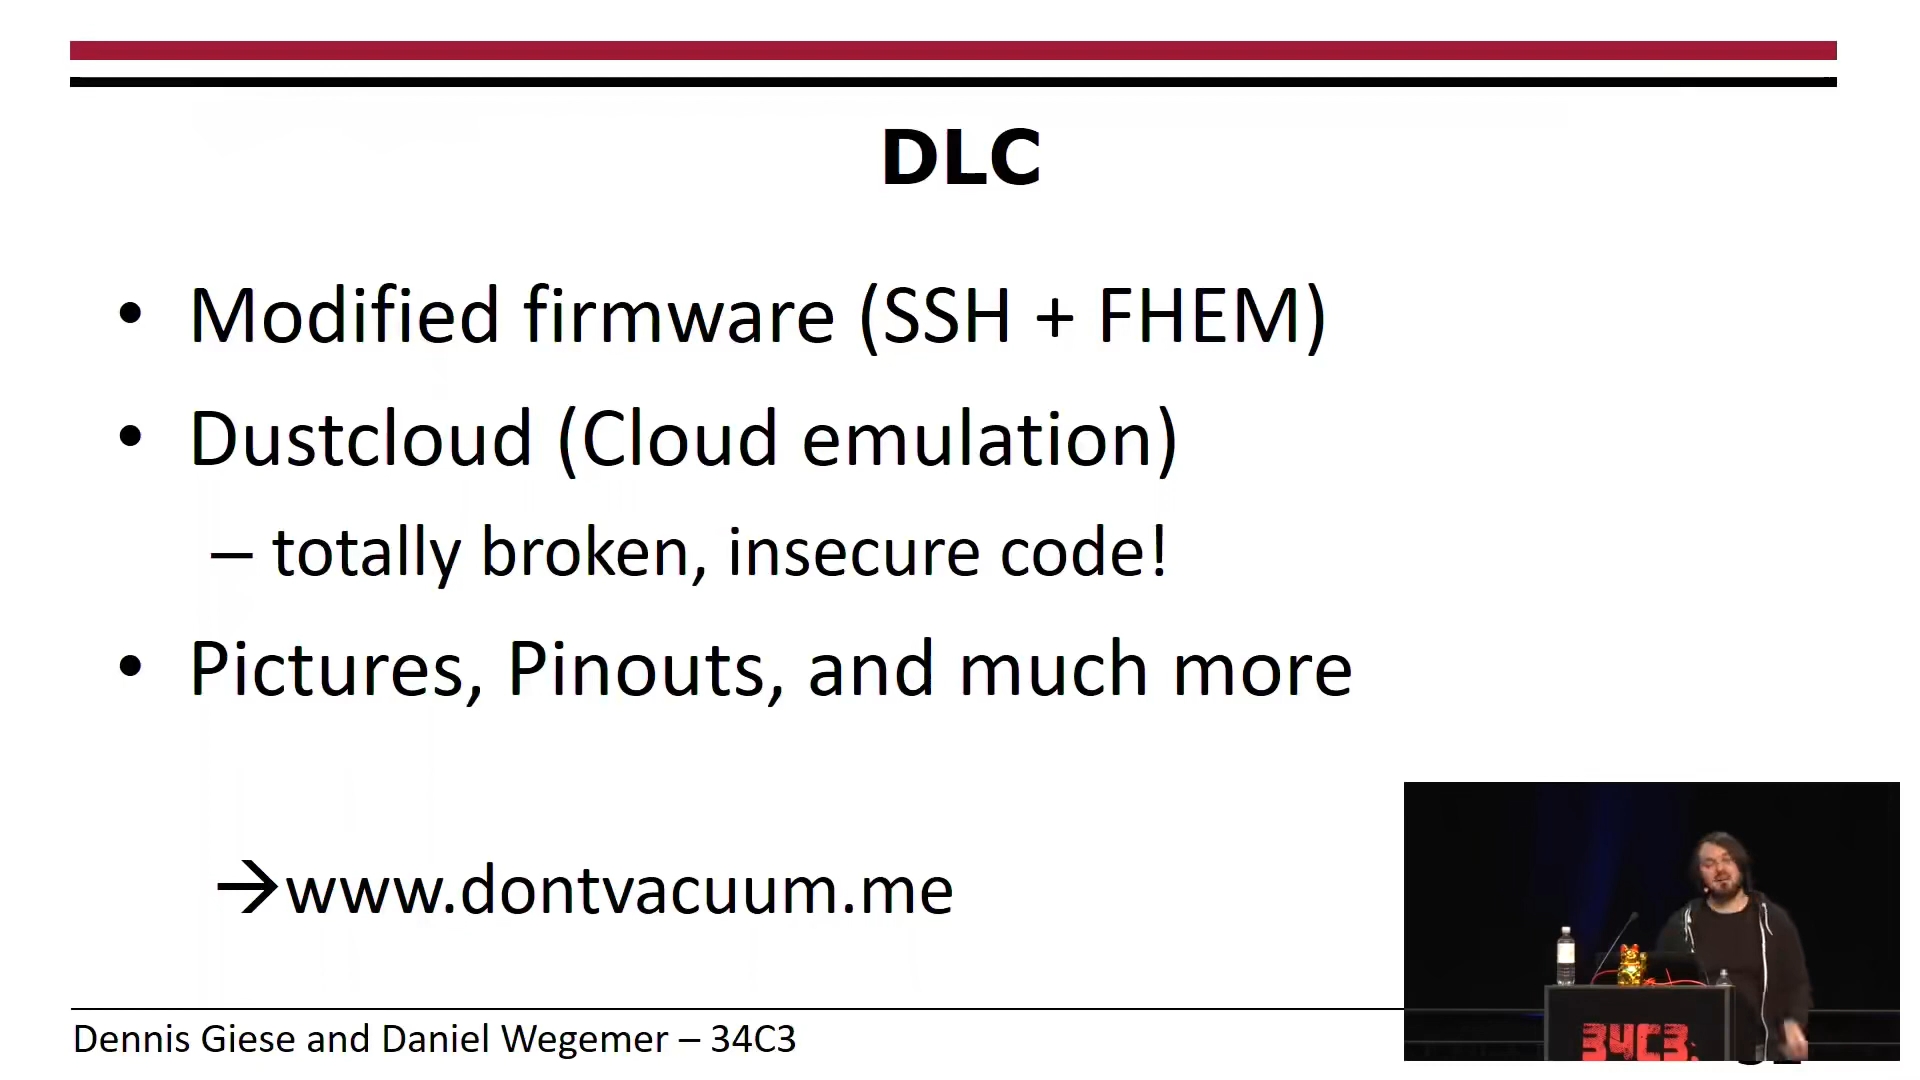 DLC
• Modified firmware (SSH + FHEM)
• Dustcloud (Cloud emulation)
– totally broken, insecure code!
• Pictures, Pinouts, and much more
→www.dontvacuum.me
Dennis Giese and Daniel Wegemer – 34C3
34C3